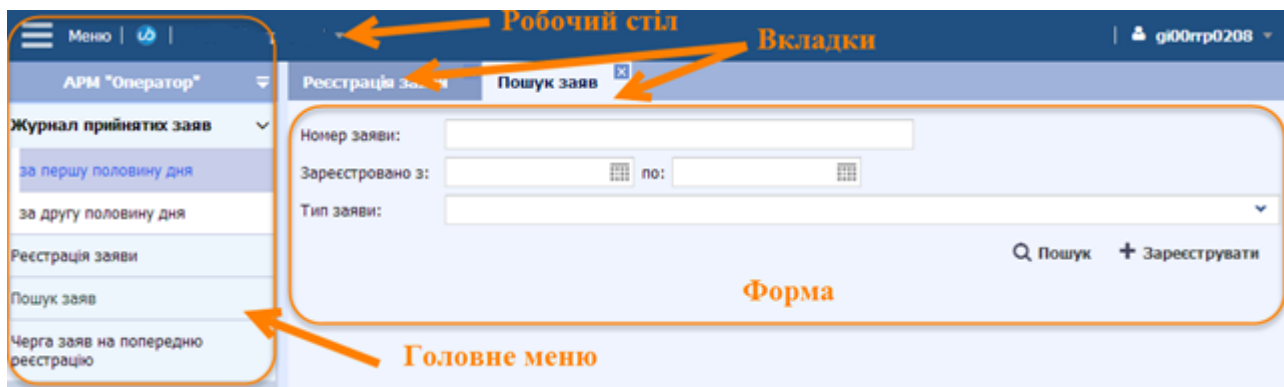 Меню | | Робочий стіл | gi00rrp0208
Вкладки
АРМ "Оператор" Реєстрація заяви Пошук заяв
Журнал прийнятих заяв
Номер заяви:
за першу половину дня
Зареєстровано з: по:
за другу половину дня
Тип заяви:
Реєстрація заяви
Пошук Зареєструвати
Пошук заяв
Форма
Черга заяв на попередню
реєстрацію
Головне меню